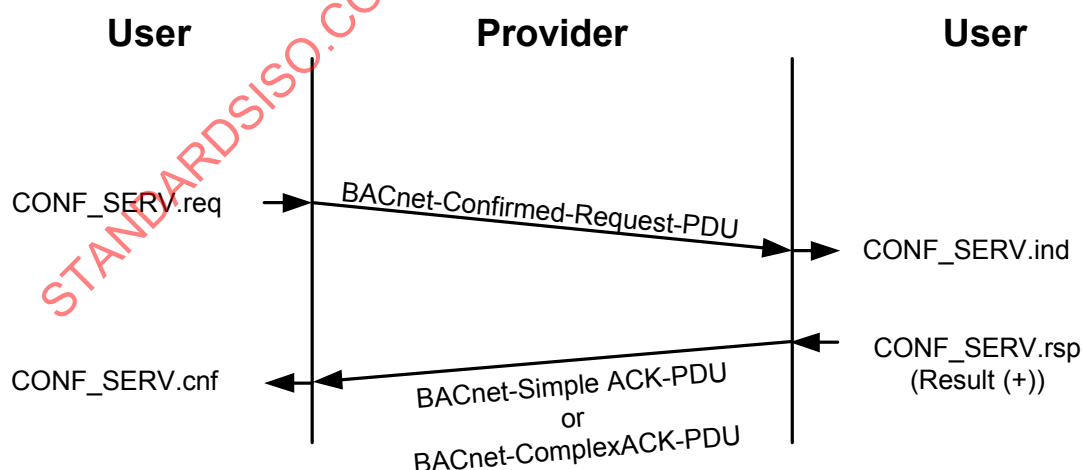 User
Provider
User
STANDARDSISO.CO
CONF_SERV.req
BACnet-Confirmed-Request-PDU
CONF_SERV.ind
CONF_SERV.rsp
(Result (+))
CONF_SERV.cnf
BACnet-Simple ACK-PDU
or
BACnet-ComplexACK-PDU